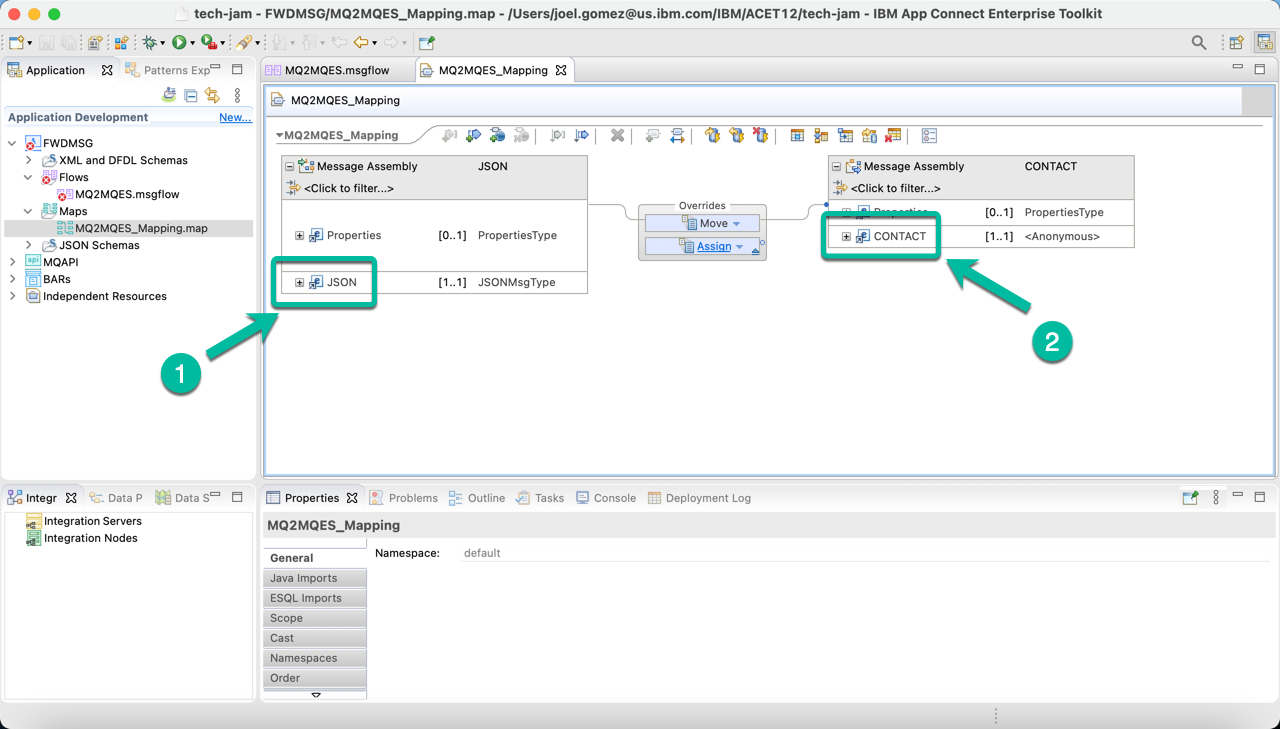 tech-jam - FWDMSG/MQ2MQES_Mapping.map - /Users/joel.gomez@us.ibm.com/IBM/ACET12/tech-jam - IBM App Connect Enterprise Toolkit
Application
Patterns Exp
MQ2MQES.msgflow
MQ2MQES_Mapping
Application Development
New...
FWDMSG
XML and DFDL Schemas
Flows
MQ2MQES.msgflow
Maps
MQ2MQES_Mapping.map
JSON Schemas
api
MQAPI
BARs
Independent Resources
MQ2MQES_Mapping
MQ2MQES_Mapping
Message Assembly JSON
<Click to filter...>
Properties [0..1] PropertiesType
JSON [1..1] JSONMsgType
Overrides
Move
Assign
Message Assembly CONTACT
<Click to filter...>
Properties [0..1] PropertiesType
CONTACT [1..1] <Anonymous>
1
2
Integr
Data P
Data S
Integration Servers
Integration Nodes
Properties
Problems
Outline
Tasks
Console
Deployment Log
MQ2MQES_Mapping
General
Java Imports
ESQL Imports
Scope
Cast
Namespaces
Order
Namespace: default